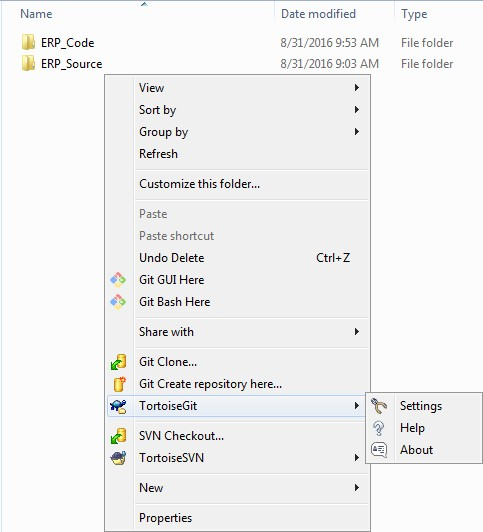 Name Date modified Type
ERP_Code 8/31/2016 9:53 AM File folder
ERP_Source 8/31/2016 9:03 AM File folder
View
Sort by
Group by
Refresh
Customize this folder...
Paste
Paste shortcut
Undo Delete Ctrl+Z
Git GUI Here
Git Bash Here
Share with
Git Clone...
Git Create repository here...
TortoiseGit Settings
Help
SVN Checkout...
About
TortoiseSVN
New
Properties